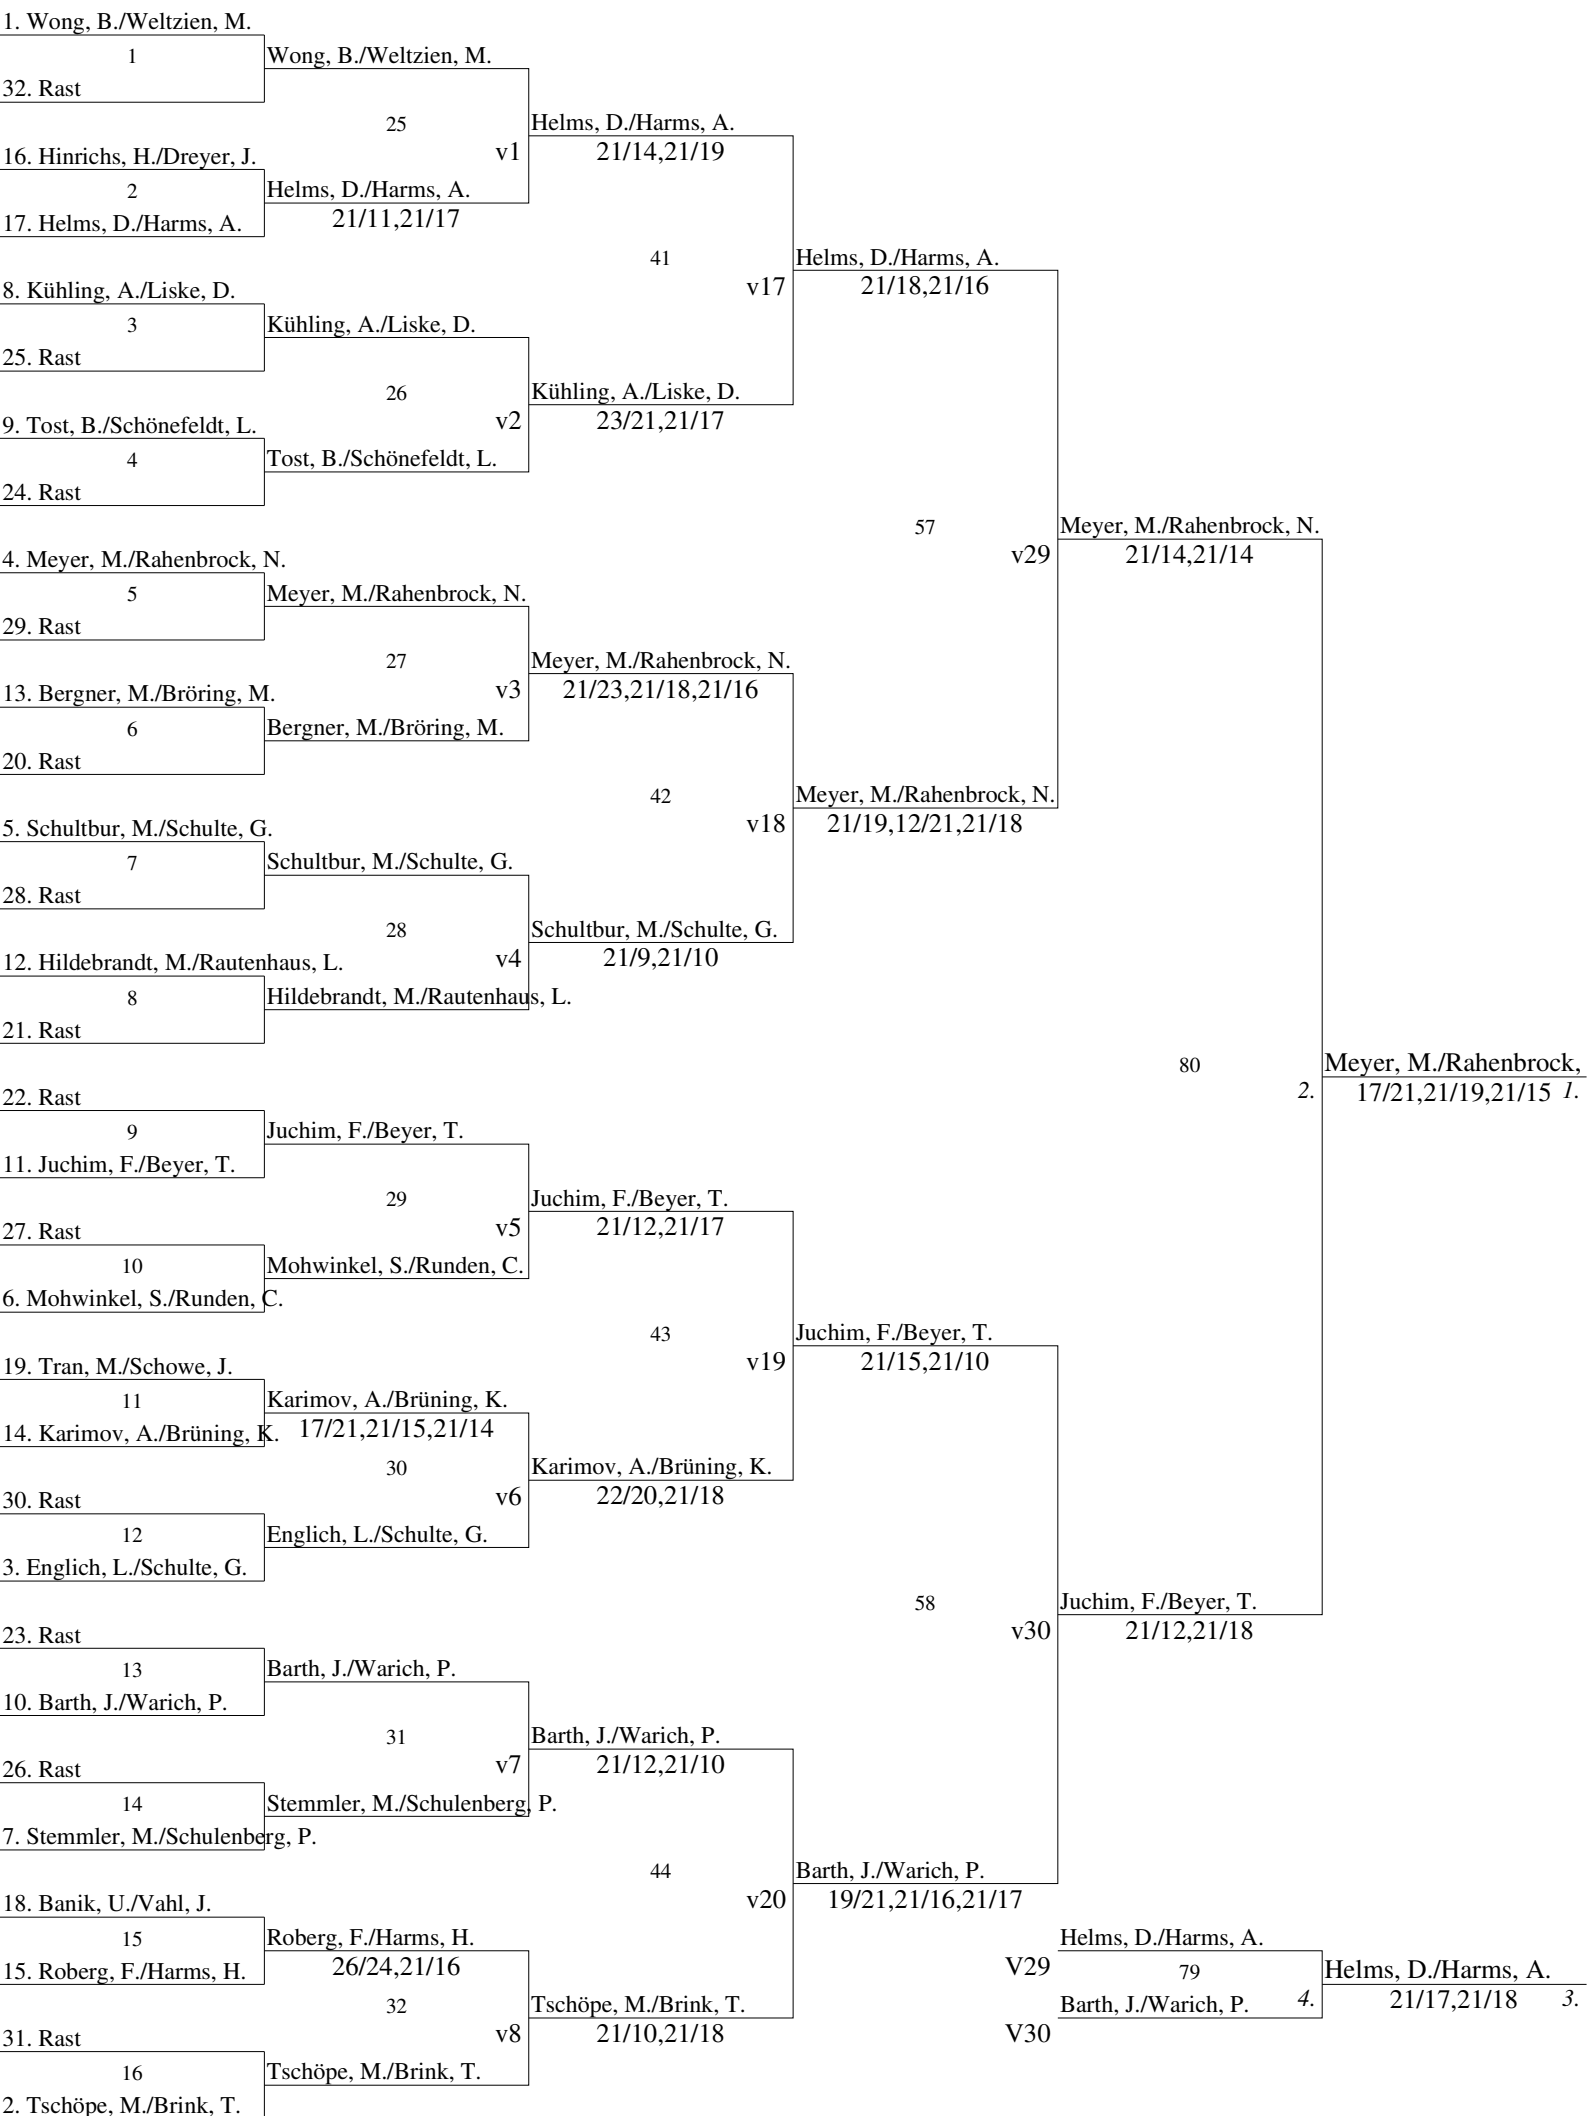 1. Wong, B./Weltzien, M.
1 Wong, B./Weltzien, M.
32. Rast
25 Helms, D./Harms, A.
16. Hinrichs, H./Dreyer, J. v1 21/14,21/19
2 Helms, D./Harms, A.
17. Helms, D./Harms, A. 21/11,21/17
41 Helms, D./Harms, A.
8. Kühling, A./Liske, D. v17 21/18,21/16
3 Kühling, A./Liske, D.
25. Rast
26 Kühling, A./Liske, D.
9. Tost, B./Schönefeldt, L. v2 23/21,21/17
4 Tost, B./Schönefeldt, L.
24. Rast
57 Meyer, M./Rahenbrock, N.
4. Meyer, M./Rahenbrock, N. v29 21/14,21/14
5 Meyer, M./Rahenbrock, N.
29. Rast
27 Meyer, M./Rahenbrock, N.
13. Bergner, M./Bröring, M. v3 21/23,21/18,21/16
6 Bergner, M./Bröring, M.
20. Rast
42 Meyer, M./Rahenbrock, N.
5. Schultbur, M./Schulte, G. v18 21/19,12/21,21/18
7 Schultbur, M./Schulte, G.
28. Rast
28 Schultbur, M./Schulte, G.
12. Hildebrandt, M./Rautenhaus, L. v4 21/9,21/10
8 Hildebrandt, M./Rautenhaus, L.
21. Rast
80 Meyer, M./Rahenbrock,
22. Rast 2. 17/21,21/19,21/15 1.
9 Juchim, F./Beyer, T.
11. Juchim, F./Beyer, T.
29 Juchim, F./Beyer, T.
27. Rast v5 21/12,21/17
10 Mohwinkel, S./Runden, C.
6. Mohwinkel, S./Runden, C.
43 Juchim, F./Beyer, T.
19. Tran, M./Schowe, J. v19 21/15,21/10
11 Karimov, A./Brüning, K.
14. Karimov, A./Brüning, K. 17/21,21/15,21/14
30 Karimov, A./Brüning, K.
30. Rast v6 22/20,21/18
12 Englich, L./Schulte, G.
3. Englich, L./Schulte, G.
58 Juchim, F./Beyer, T.
23. Rast v30 21/12,21/18
13 Barth, J./Warich, P.
10. Barth, J./Warich, P.
31 Barth, J./Warich, P.
26. Rast v7 21/12,21/10
14 Stemmler, M./Schulenberg, P.
7. Stemmler, M./Schulenberg, P.
44 Barth, J./Warich, P.
18. Banik, U./Vahl, J. v20 19/21,21/16,21/17
15 Roberg, F./Harms, H. Helms, D./Harms, A.
15. Roberg, F./Harms, H. 26/24,21/16 V29 79 Helms, D./Harms, A.
32 Tschöpe, M./Brink, T. Barth, J./Warich, P. 4. 21/17,21/18 3.
31. Rast v8 21/10,21/18 V30
16 Tschöpe, M./Brink, T.
2. Tschöpe, M./Brink, T.